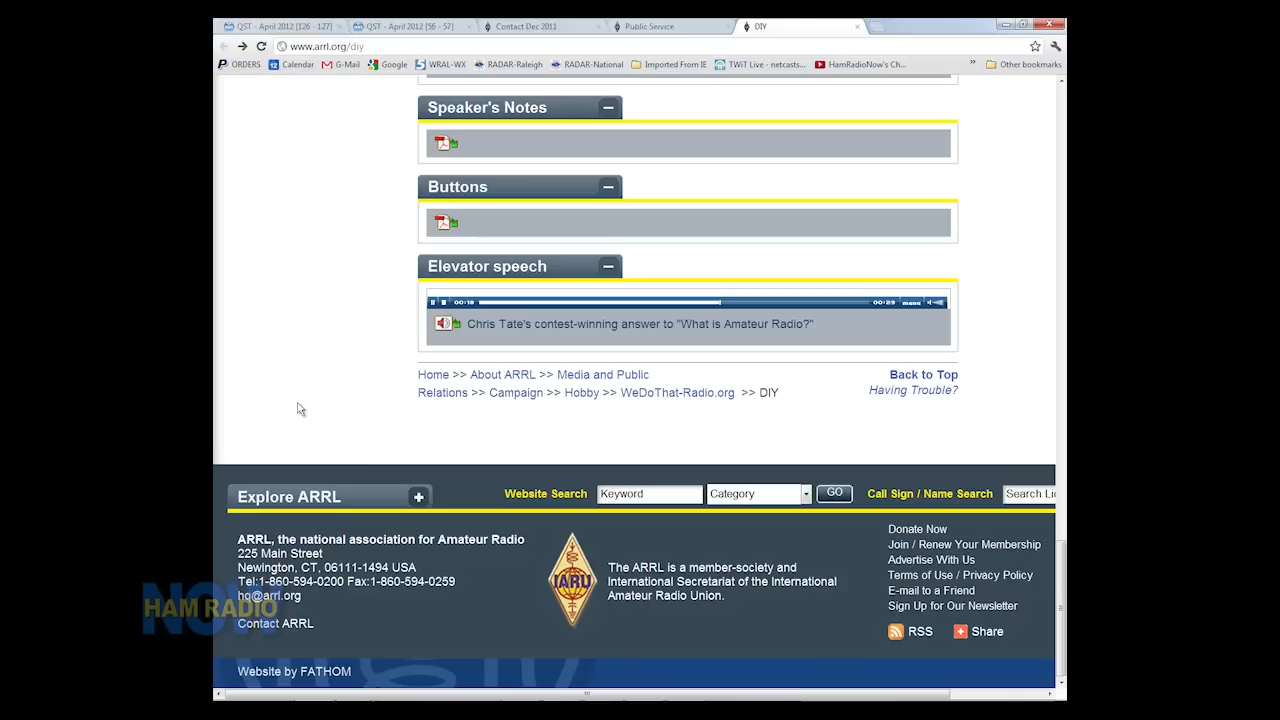 QST - April 2012 [126 - 127]
QST - April 2012 [56 - 57]
Contact Dec 2011
Public Service
DIY
www.arrl.org/diy
ORDERS
Calendar
G-Mail
Google
WRAL-WX
RADAR-Raleigh
RADAR-National
Imported From IE
TWiT Live - netcasts...
HamRadioNow's Ch...
Other bookmarks
Speaker's Notes
Buttons
Elevator speech
00:18
00:29
menu
Chris Tate's contest-winning answer to "What is Amateur Radio?"
Home >> About ARRL >> Media and Public
Relations >> Campaign >> Hobby >> WeDoThat-Radio.org >> DIY
Back to Top
Having Trouble?
Explore ARRL
Website Search
Keyword
Category
GO
Call Sign / Name Search
Search Li
ARRL, the national association for Amateur Radio
225 Main Street
Newington, CT, 06111-1494 USA
Tel:1-860-594-0200 Fax:1-860-594-0259
hq@arrl.org
Contact ARRL
IARU
The ARRL is a member-society and
International Secretariat of the International
Amateur Radio Union.
Donate Now
Join / Renew Your Membership
Advertise With Us
Terms of Use / Privacy Policy
E-mail to a Friend
Sign Up for Our Newsletter
RSS
Share
HAM RADIO
NOW
Website by FATHOM